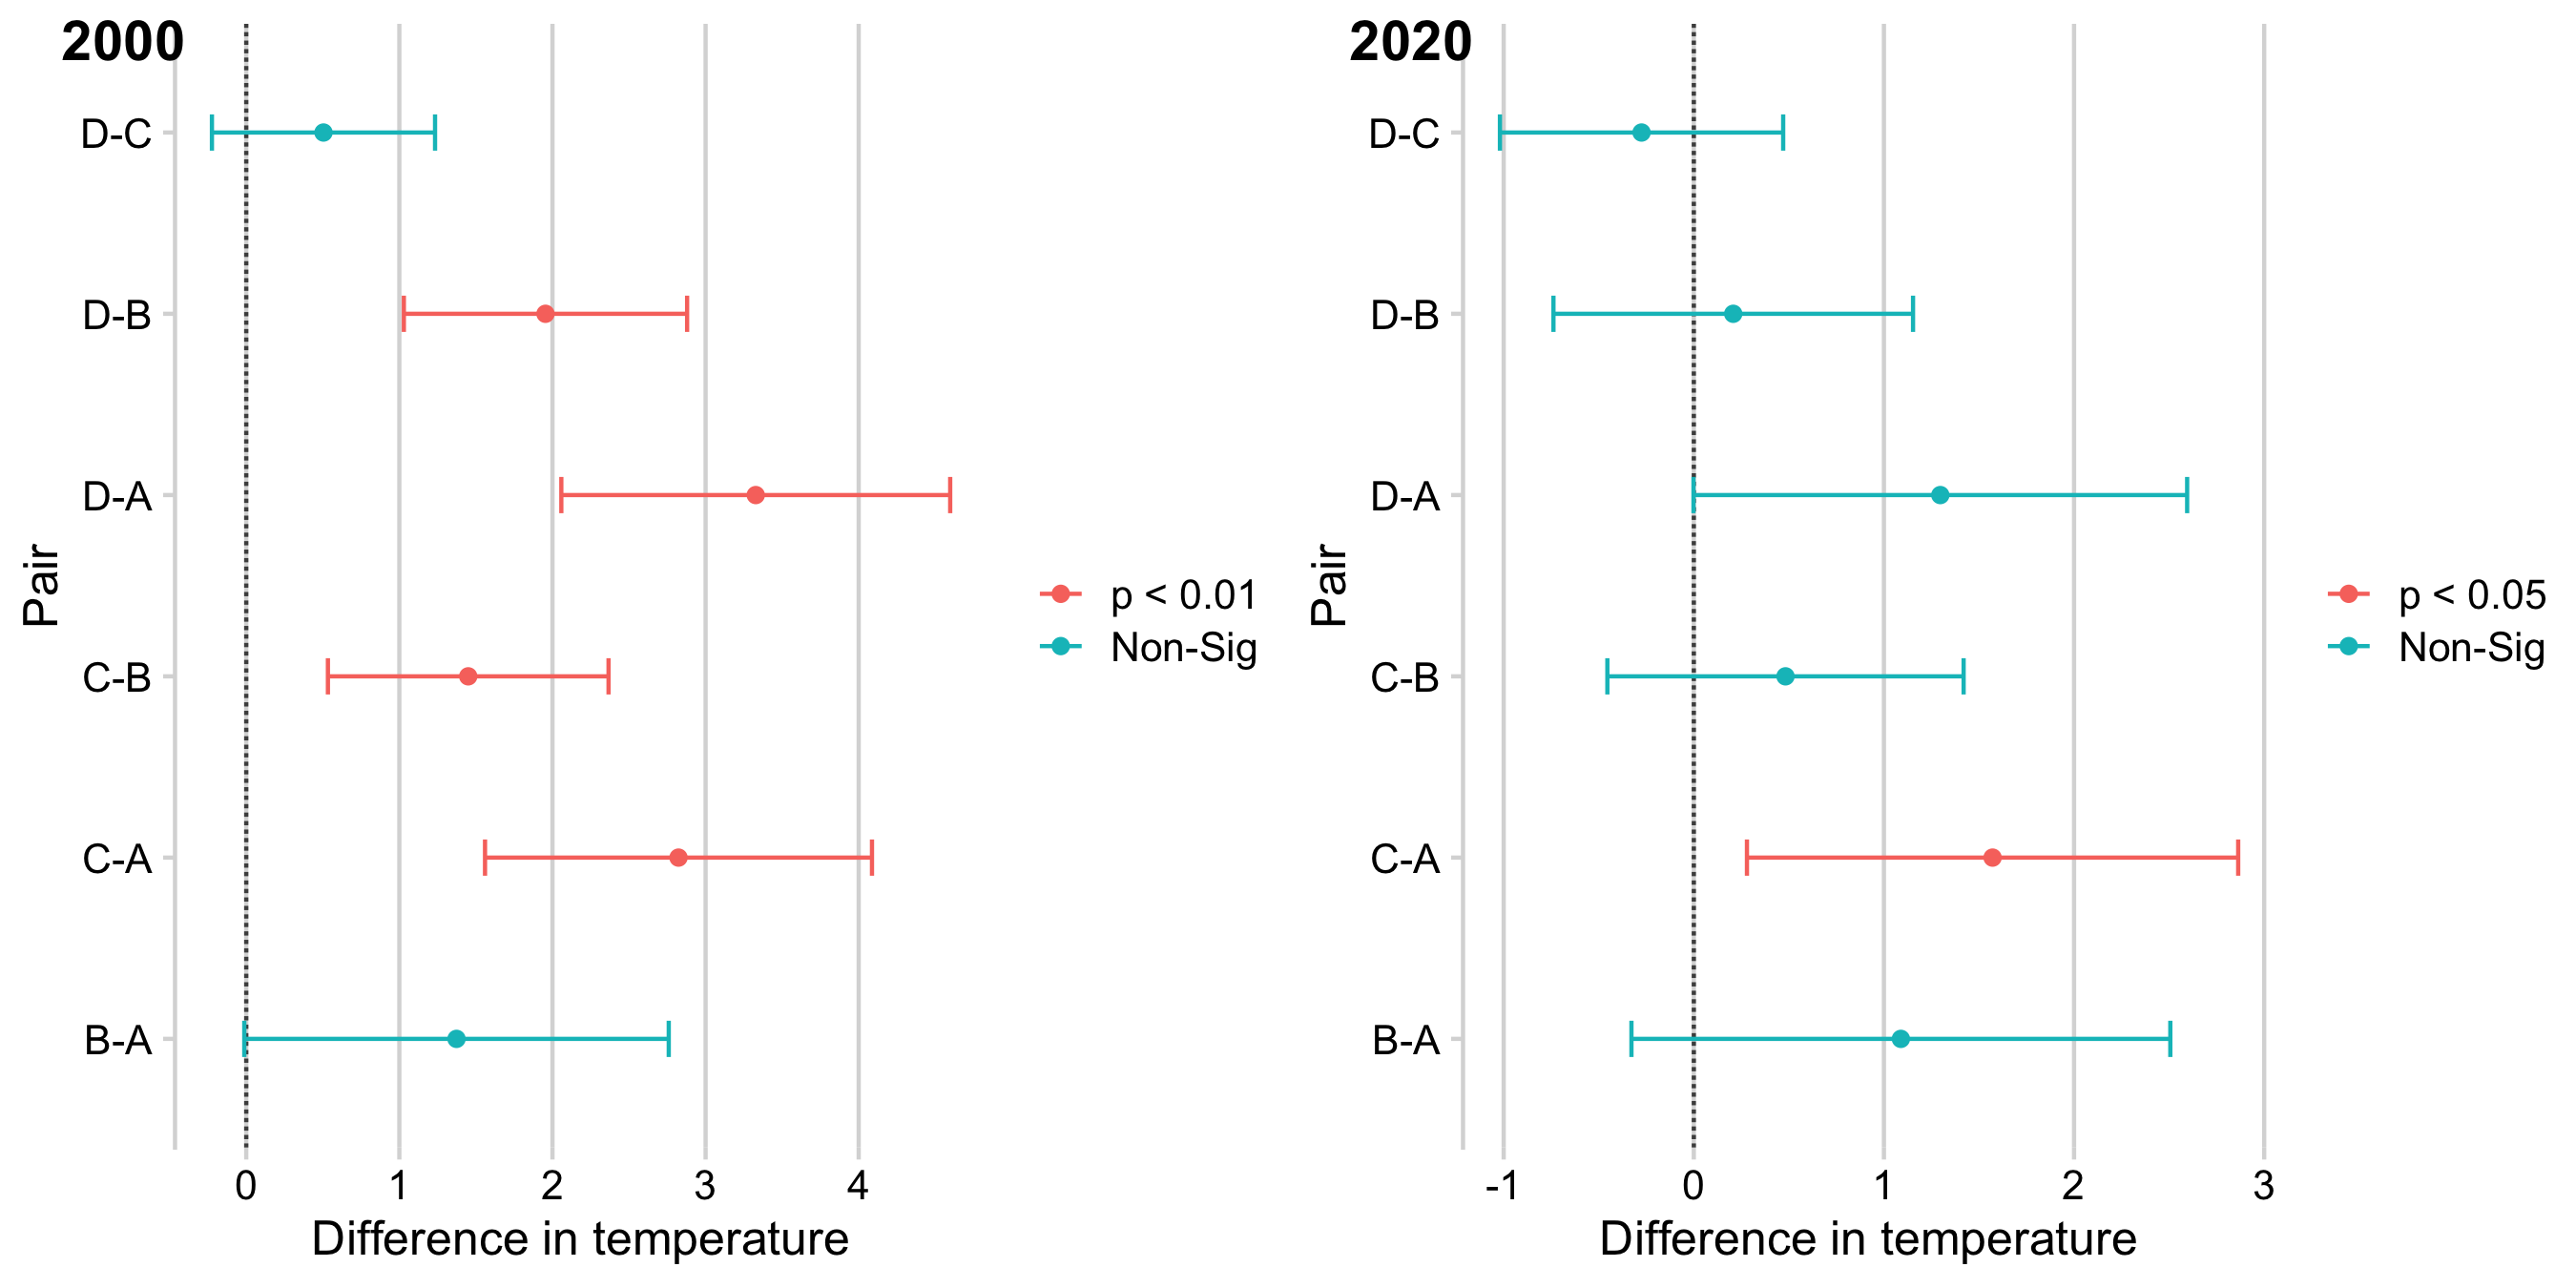 2000
D-C
D-B
D-A
C-B
C-A
B-A
Pair
0 1 2 3 4
Difference in temperature
p < 0.01
Non-Sig
2020
D-C
D-B
D-A
C-B
C-A
B-A
Pair
-1 0 1 2 3
Difference in temperature
p < 0.05
Non-Sig